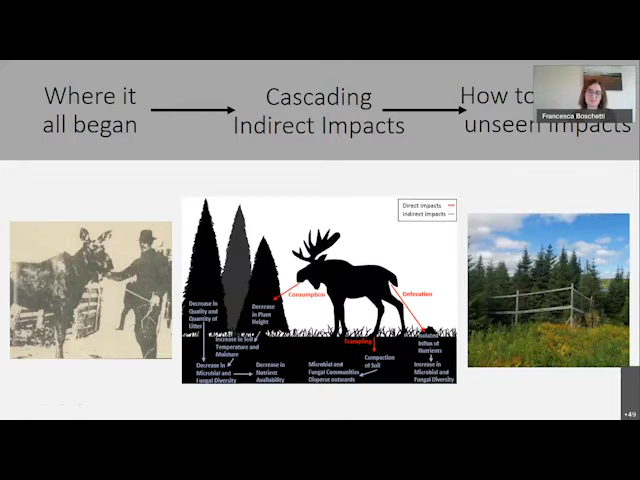 Where it
all began
Cascading
Indirect Impacts
How to
unseen impacts
Francesca Boschetti
Direct Impacts
Indirect Impacts
Consumption
Defecation
Decrease in
Quality and
Quantity of
Litter
Decrease
in Plant
Height
Increase in Soil
Temperature and
Moisture
Trampling
Isolated
Influx of
Nutrients
Compaction
of Soil
Decrease in
Microbial and
Fungal Diversity
Decrease in
Nutrient
Availability
Microbial and
Fungal Communities
Disperse outwards
Increase in
Microbial and
Fungal Diversity
+49